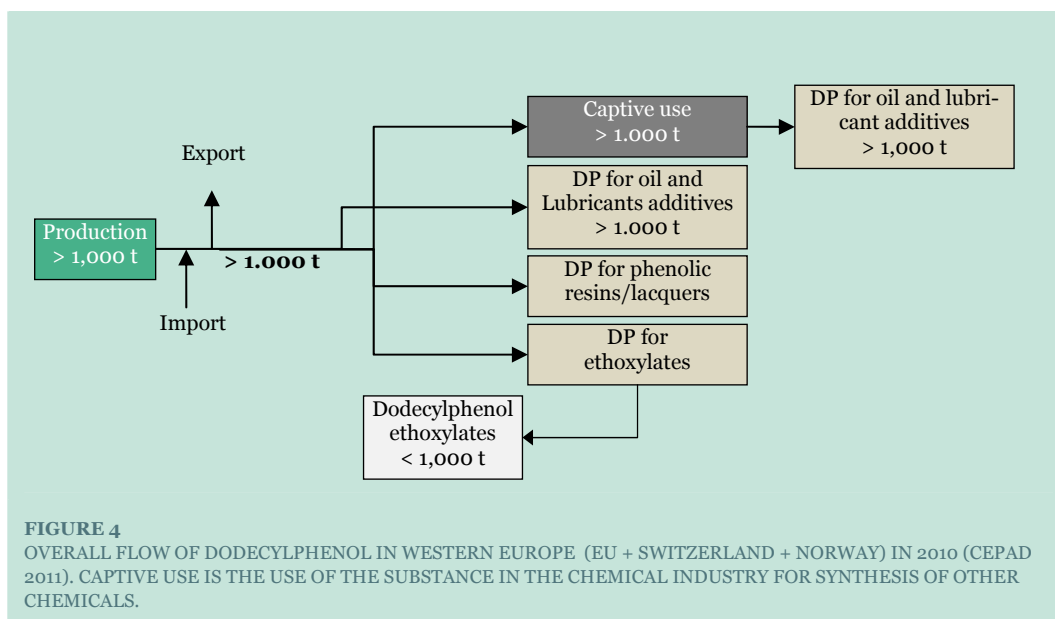 Captive use
> 1.000 t
DP for oil and lubri-
cant additives
> 1,000 t
Export
DP for oil and
Lubricants additives
> 1.000 t
Production
> 1,000 t
> 1.000 t
DP for phenolic
resins/lacquers
Import
DP for
ethoxylates
Dodecylphenol
ethoxylates
< 1,000 t
FIGURE 4
OVERALL FLOW OF DODECYLPHENOL IN WESTERN EUROPE (EU + SWITZERLAND + NORWAY) IN 2010 (CEPAD
2011). CAPTIVE USE IS THE USE OF THE SUBSTANCE IN THE CHEMICAL INDUSTRY FOR SYNTHESIS OF OTHER
CHEMICALS.